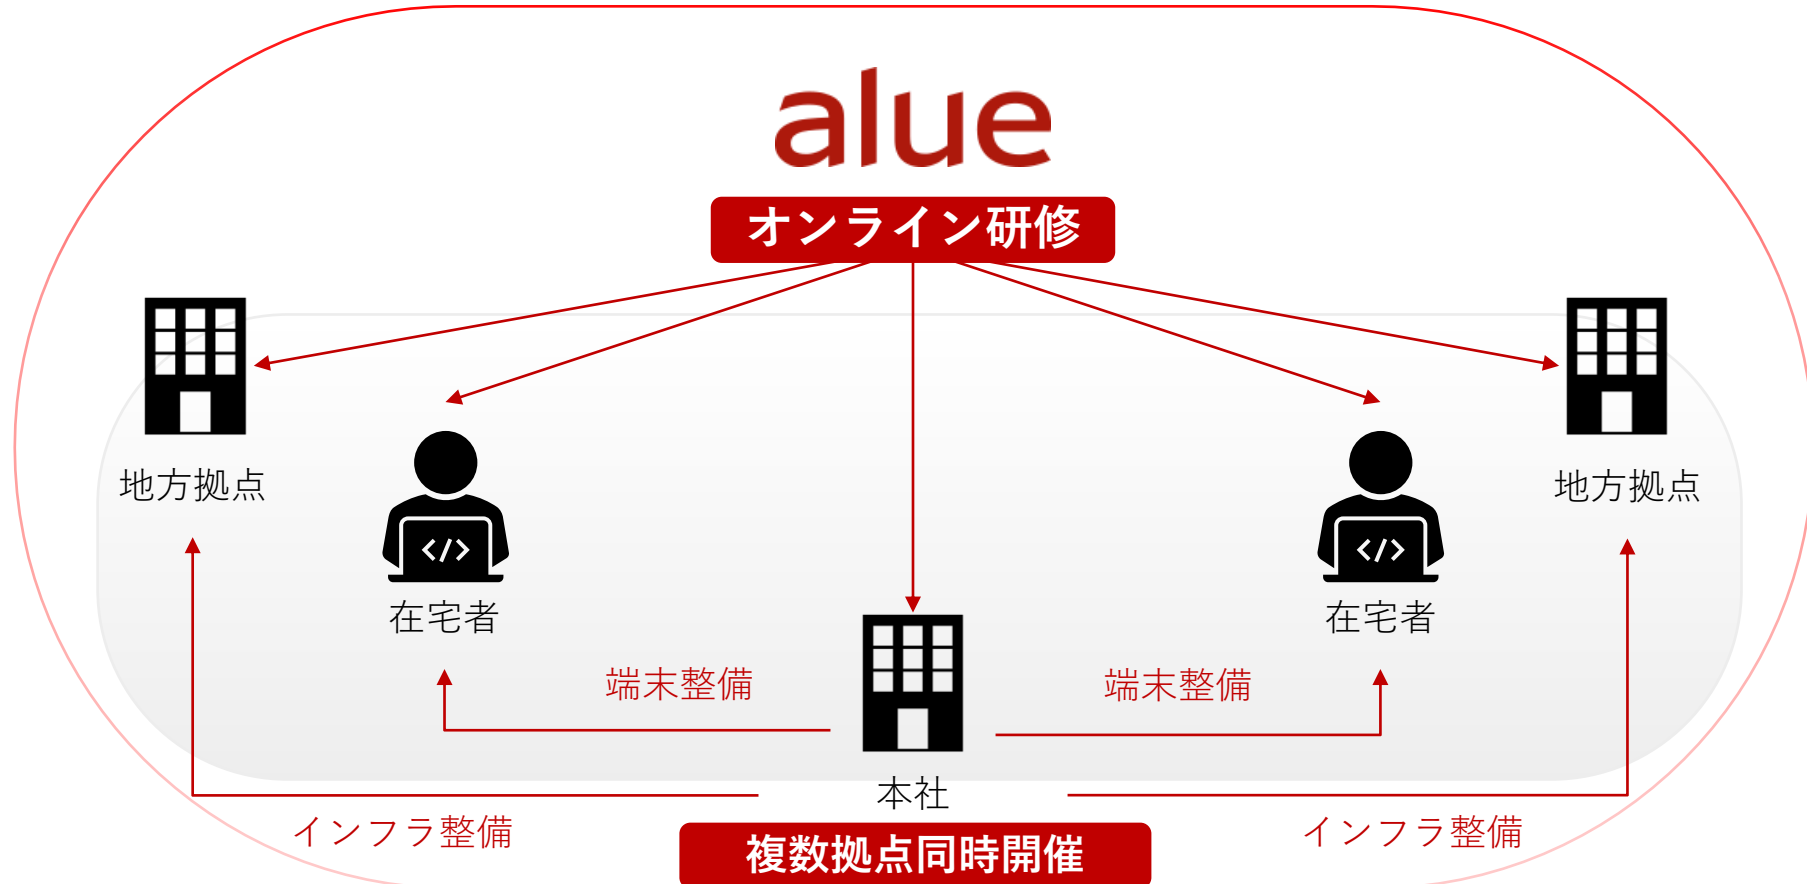 alue
オンライン研修
地方拠点
地方拠点
</>
</>
在宅者
在宅者
端末整備
端末整備
本社
インフラ整備
インフラ整備
複数拠点同時開催